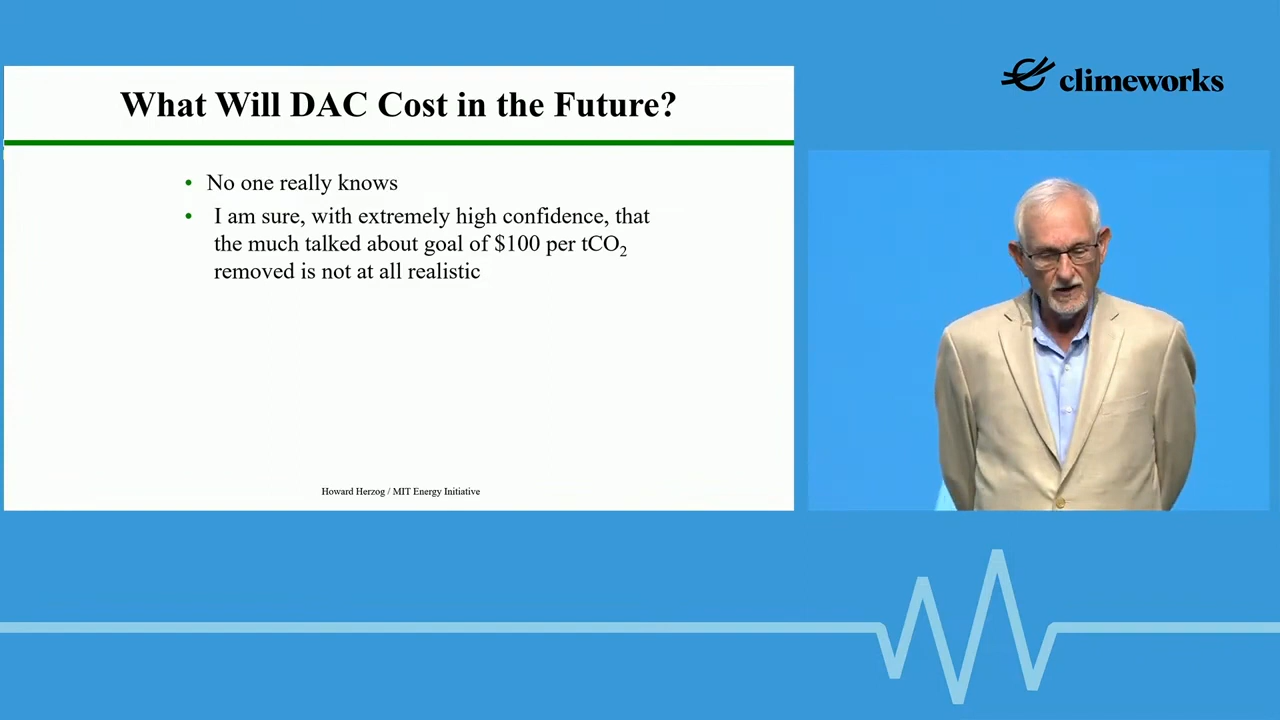 climeworks
What Will DAC Cost in the Future?
• No one really knows
• I am sure, with extremely high confidence, that
the much talked about goal of $100 per tCO₂
removed is not at all realistic
Howard Herzog / MIT Energy Initiative